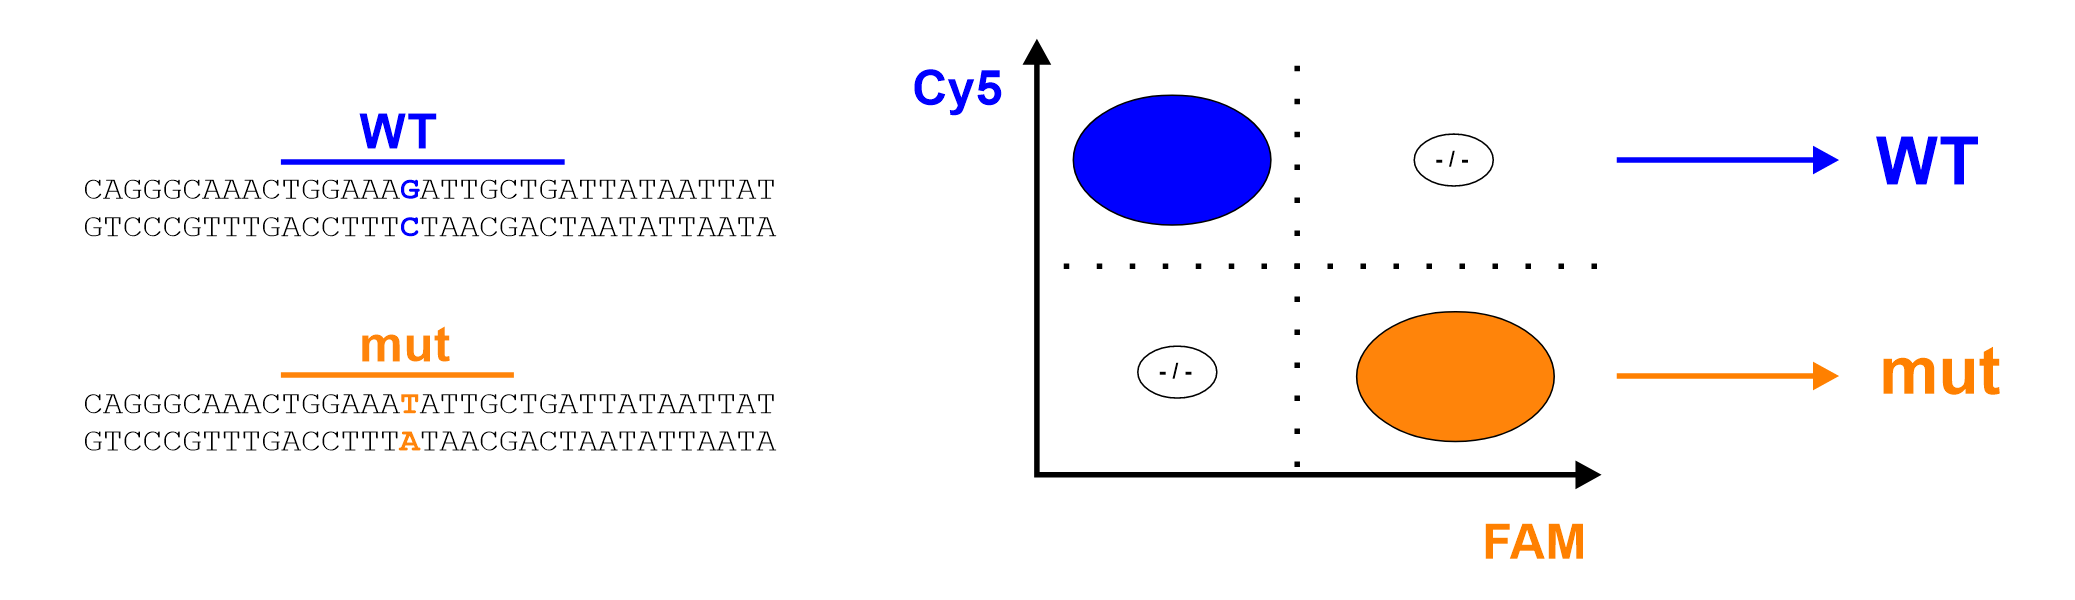 WT
CAGGGCAAACTGGAAAGATTGCTGATTATAATTAT
GTCCCGTTTGACCTTTCTAACGACTAATATTAATA
mut
CAGGGCAAACTGGAAATATTGCTGATTATAATTAT
GTCCCGTTTGACCTTTATAACGACTAATATTAATA
Cy5
- / -
- / -
FAM
WT
mut